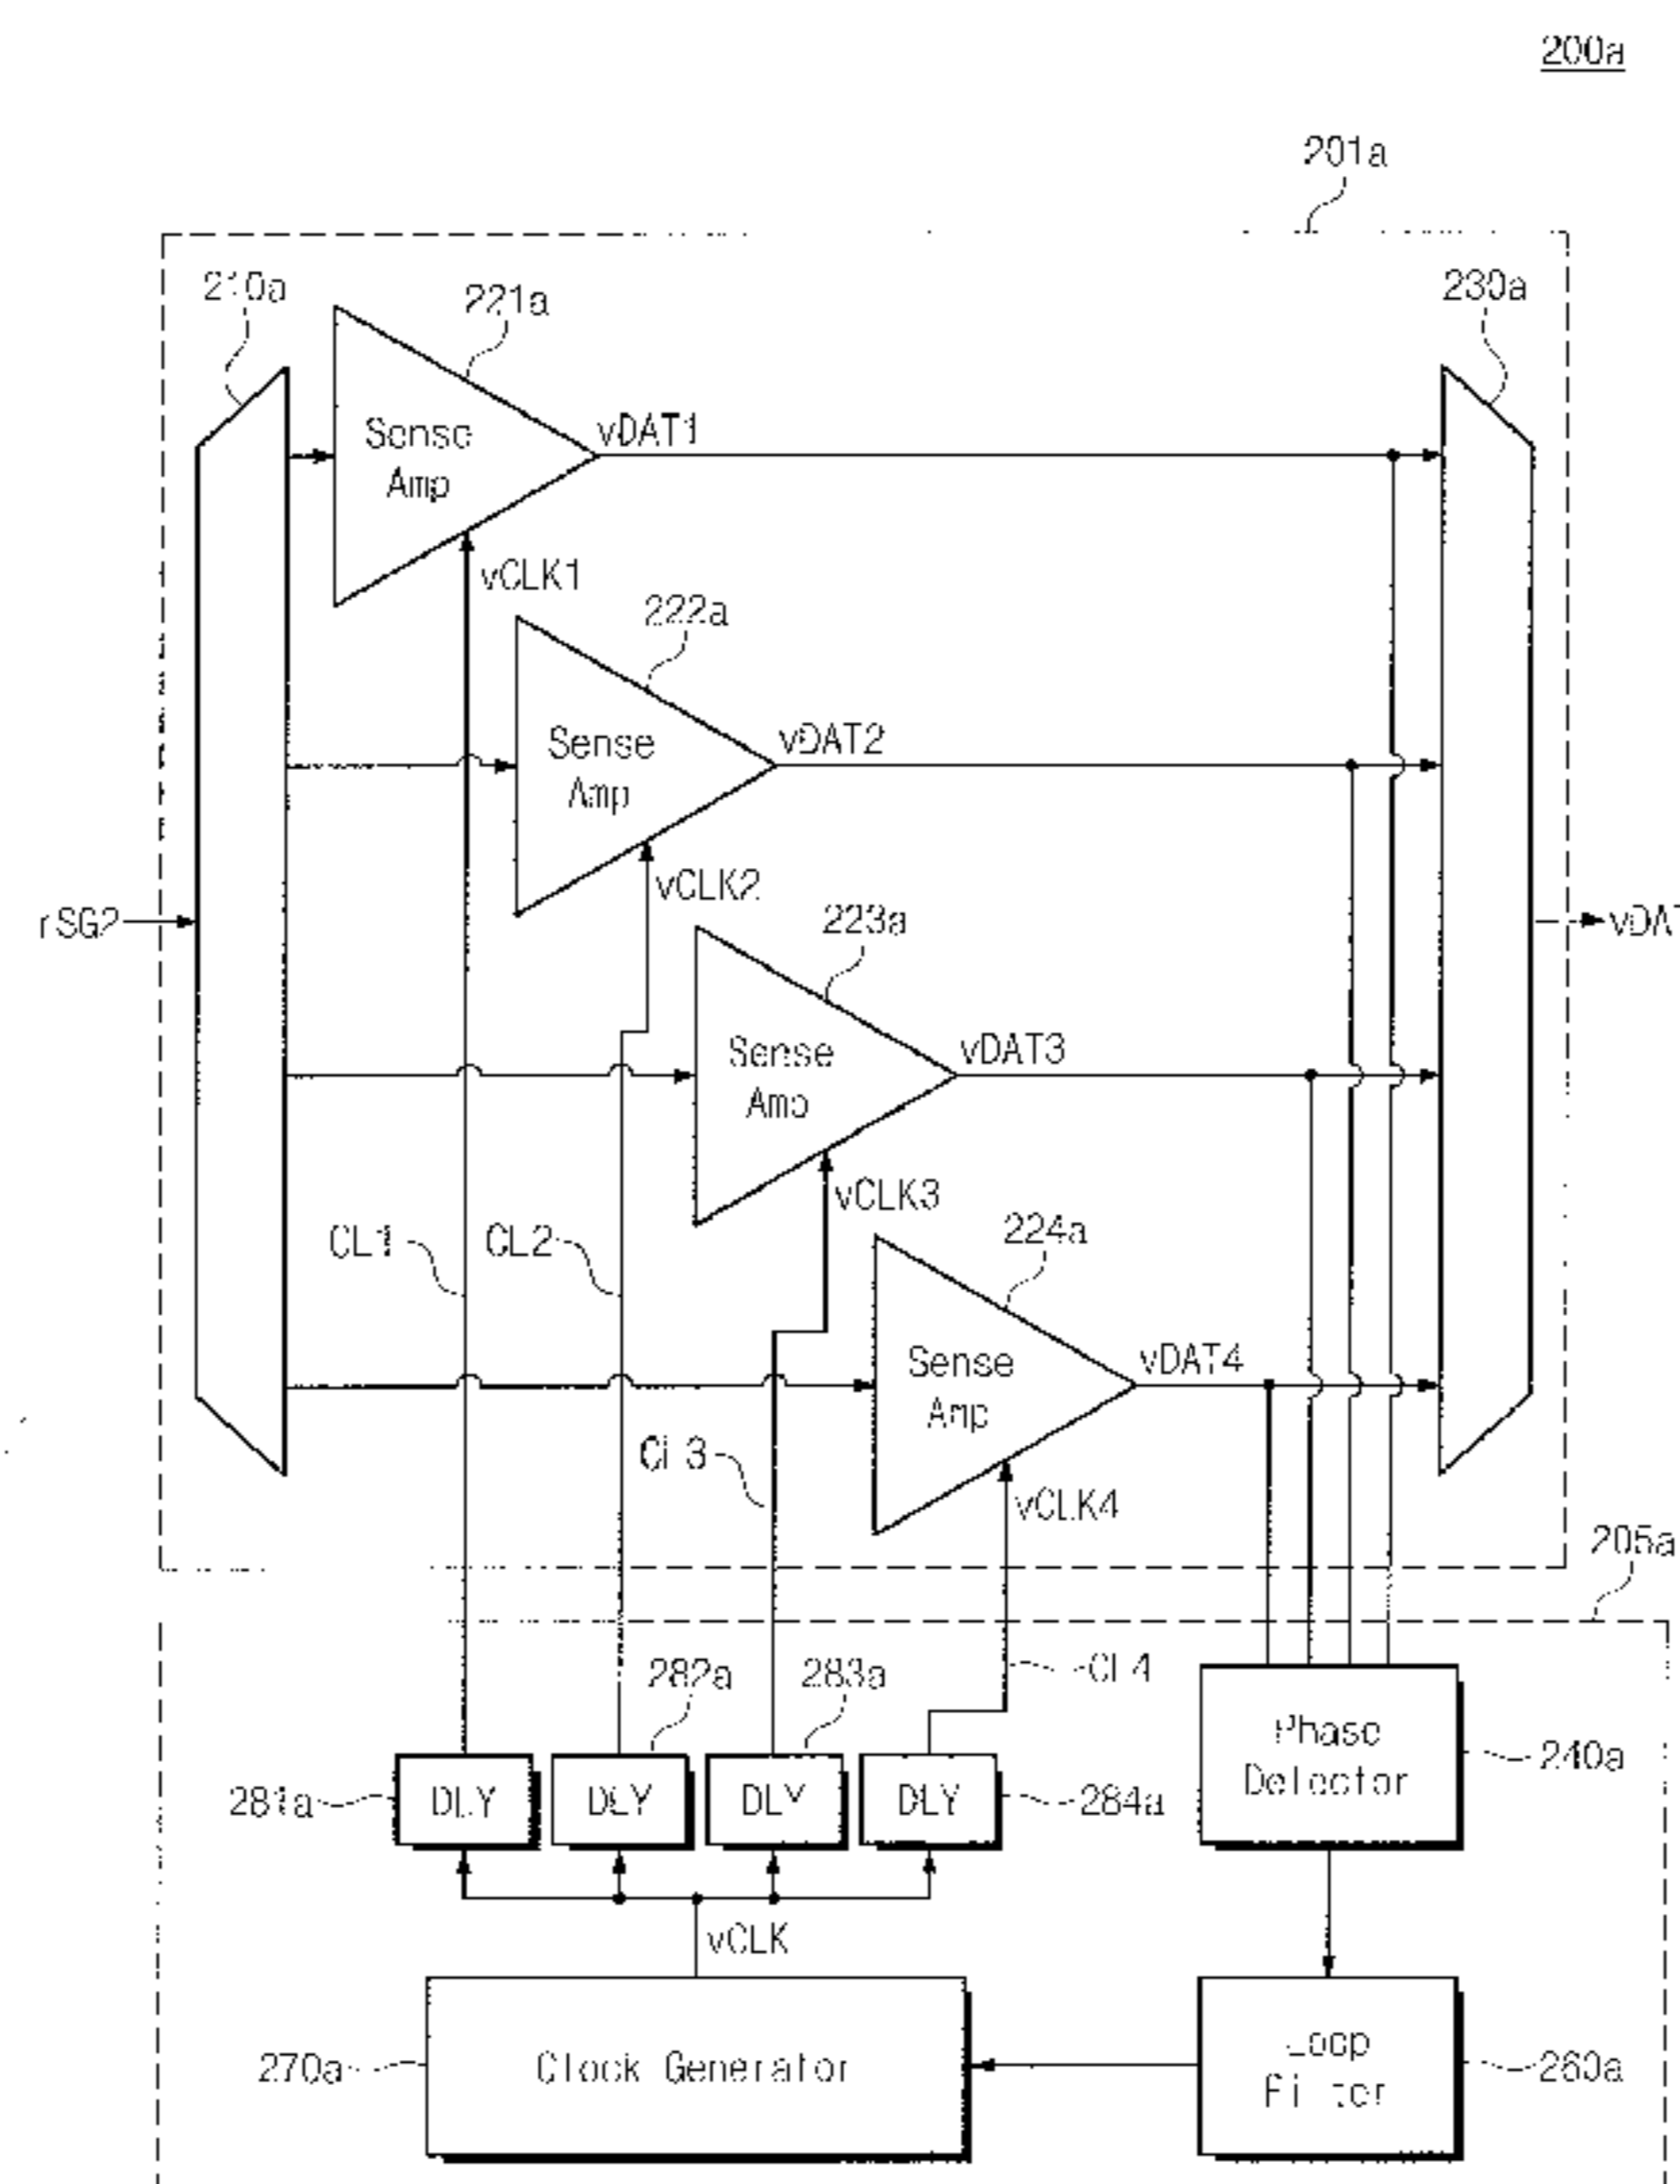 200a
201a
210a
221a
230a
Sense
Amp
vDAT1
vCLK1
222a
Sense
Amp
vDAT2
vCLK2
rSG2
223a
vDAT
Sense
Amp
vDAT3
vCLK3
CL1
CL2
224a
Sense
Amp
vDAT4
CL3
vCLK4
205a
282a
283a
CL4
Phase
Detector
240a
281a
DLY
DLY
DLY
DLY
284a
vCLK
270a
Clock Generator
Loop
Filter
260a